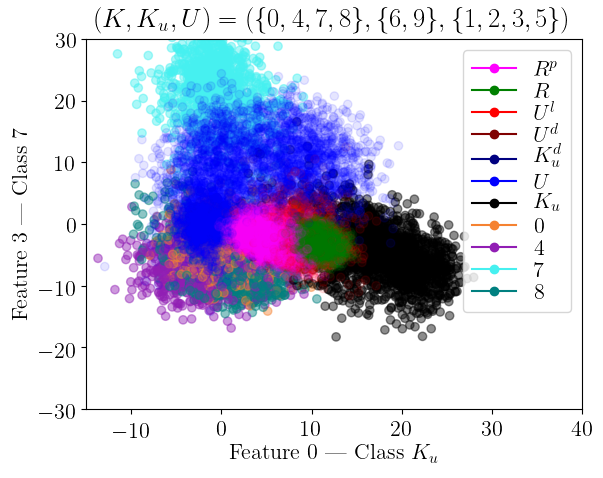 (K, K_u, U) = ({0, 4, 7, 8}, {6, 9}, {1, 2, 3, 5})
30
20
10
0
−10
−20
−30
Feature 3 — Class 7
−10
0
10
20
30
40
Feature 0 — Class K_u
R^p
R
U^l
U^d
K_u^d
U
K_u
0
4
7
8